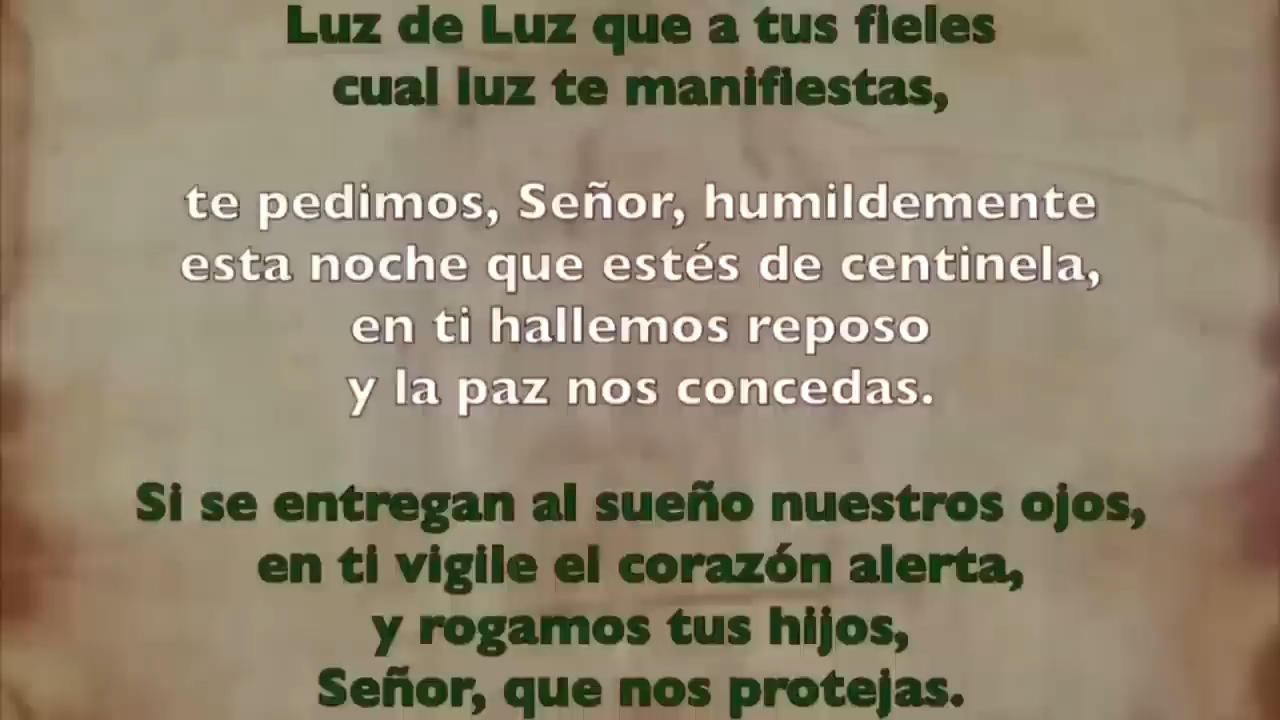 Luz de Luz que a tus fieles
cual luz te manifiestas,
te pedimos, Señor, humildemente
esta noche que estés de centinela,
en ti hallemos reposo
y la paz nos concedas.
Si se entregan al sueño nuestros ojos,
en ti vigile el corazón alerta,
y rogamos tus hijos,
Señor, que nos protejas.